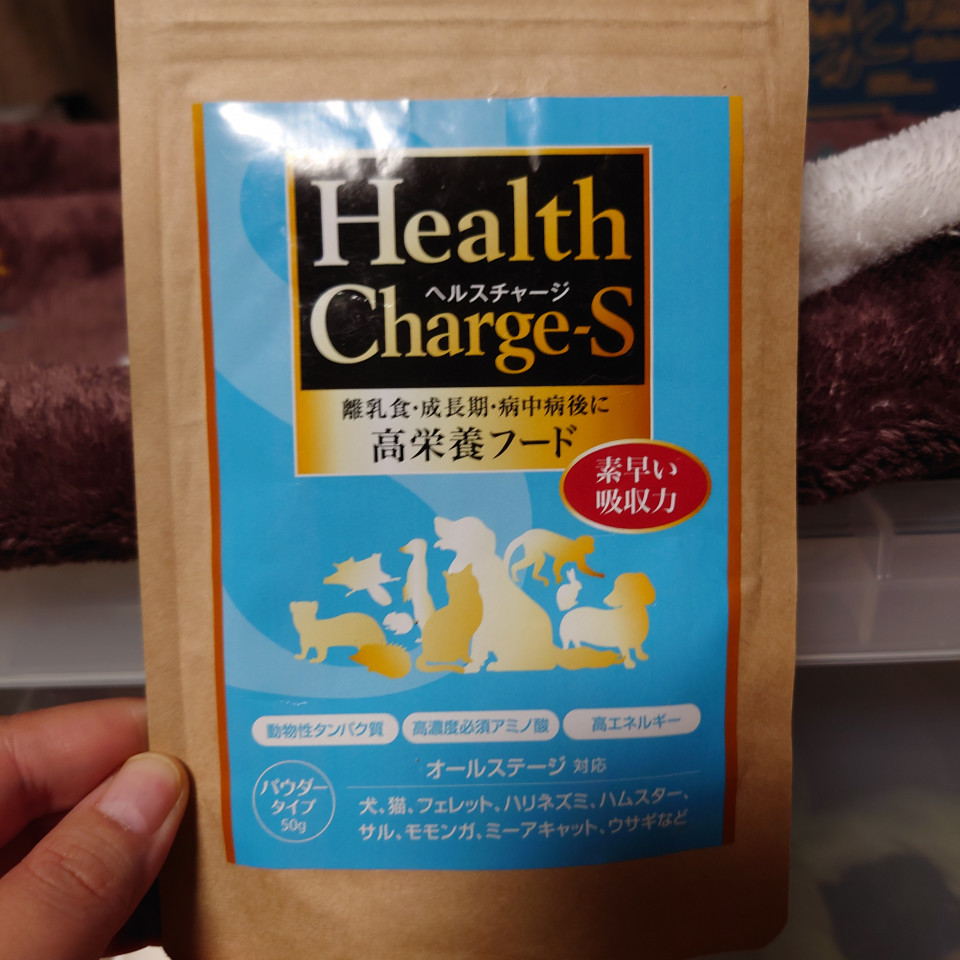 Health
ヘルスチャージ
Charge-S
離乳食・成長期・病中病後に
高栄養フード
素早い
吸収力
動物性タンパク質 高濃度必須アミノ酸 高エネルギー
オールステージ 対応
パウダー
タイプ
50g
犬、猫、フェレット、ハリネズミ、ハムスター、
サル、モモンガ、ミーアキャット、ウサギなど